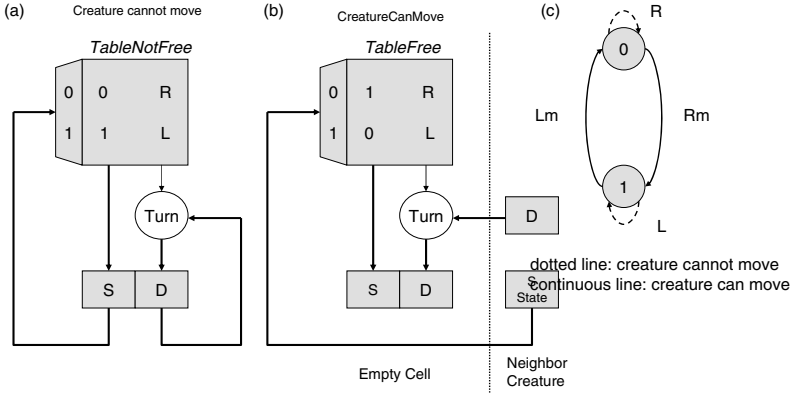 (a)
Creature cannot move
TableNotFree
0 0 R
1 1 L
Turn
S D
(b)
CreatureCanMove
TableFree
0 1 R
1 0 L
Turn
D
S D
S
State
Empty Cell
Neighbor
Creature
(c)
R
0
Lm
Rm
1
L
dotted line: creature cannot move
continuous line: creature can move